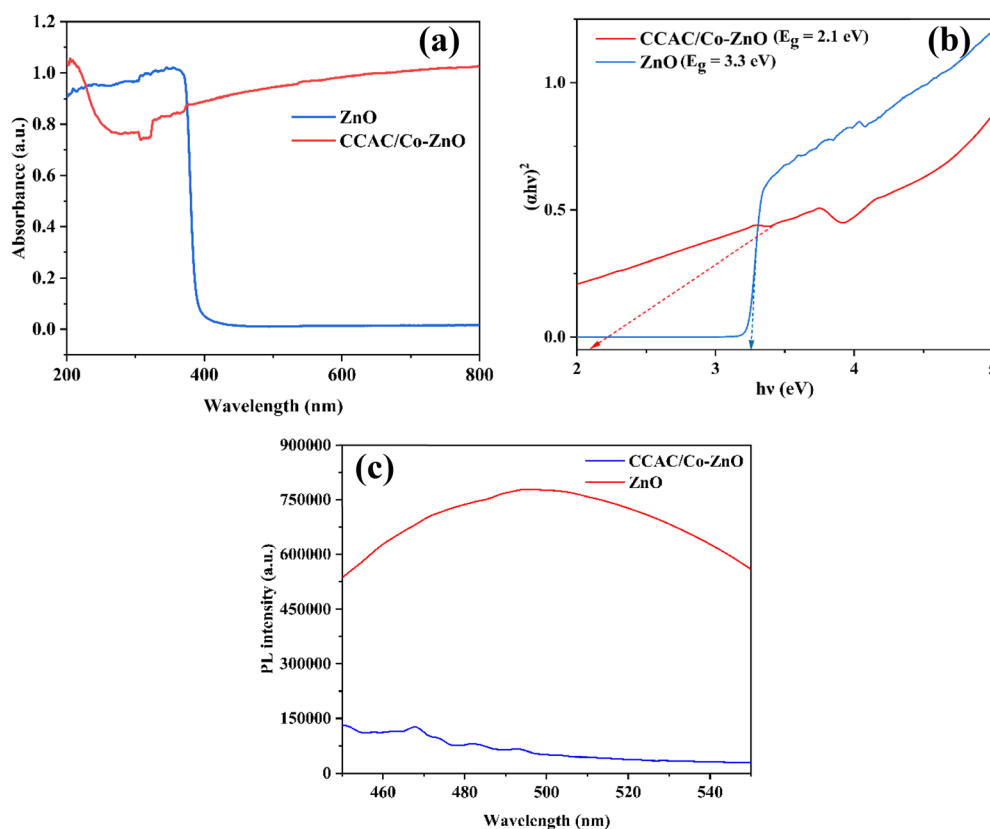 (a)
1.2
1.0
0.8
0.6
0.4
0.2
0.0
Absorbance (a.u.)
ZnO
CCAC/Co-ZnO
200 400 600 800
Wavelength (nm)
(b)
CCAC/Co-ZnO (E_g = 2.1 eV)
ZnO (E_g = 3.3 eV)
1.0
0.5
0.0
(αhν)²
2 3 4 5
hν (eV)
(c)
900000
750000
600000
450000
300000
150000
0
PL intensity (a.u.)
CCAC/Co-ZnO
ZnO
460 480 500 520 540
Wavelength (nm)